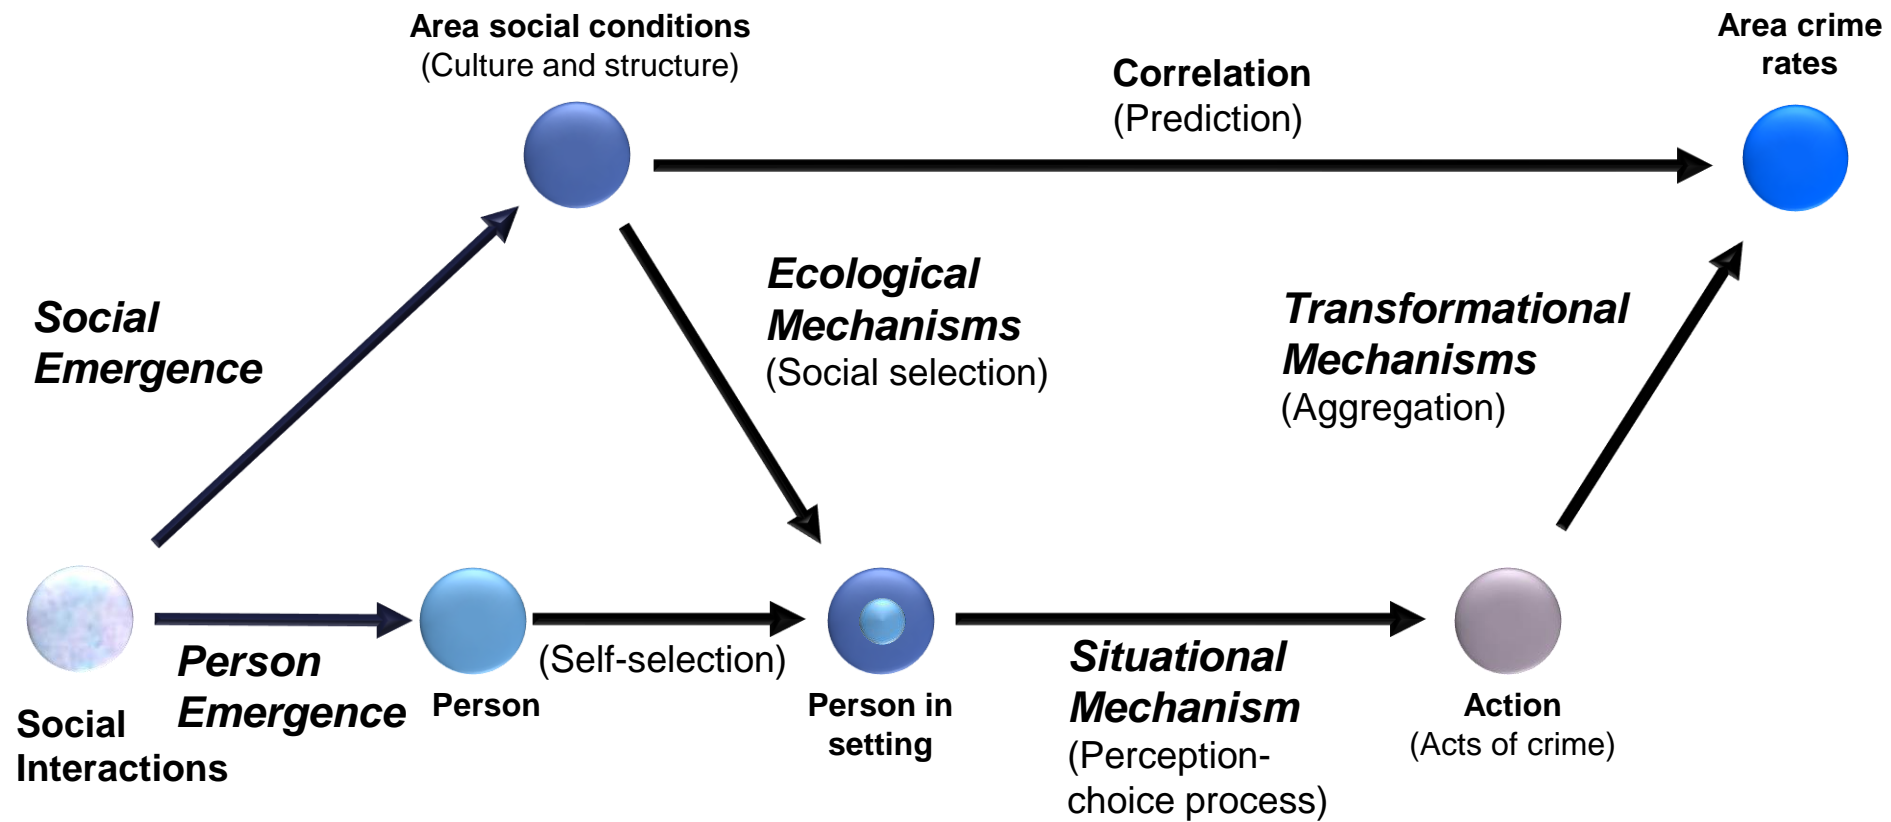 Area social conditions
(Culture and structure)
Area crime
rates
Correlation
(Prediction)
Ecological
Mechanisms
(Social selection)
Transformational
Mechanisms
(Aggregation)
Social
Emergence
Social
Interactions
Person
Emergence
Person
(Self-selection)
Person in
setting
Situational
Mechanism
(Perception-
choice process)
Action
(Acts of crime)